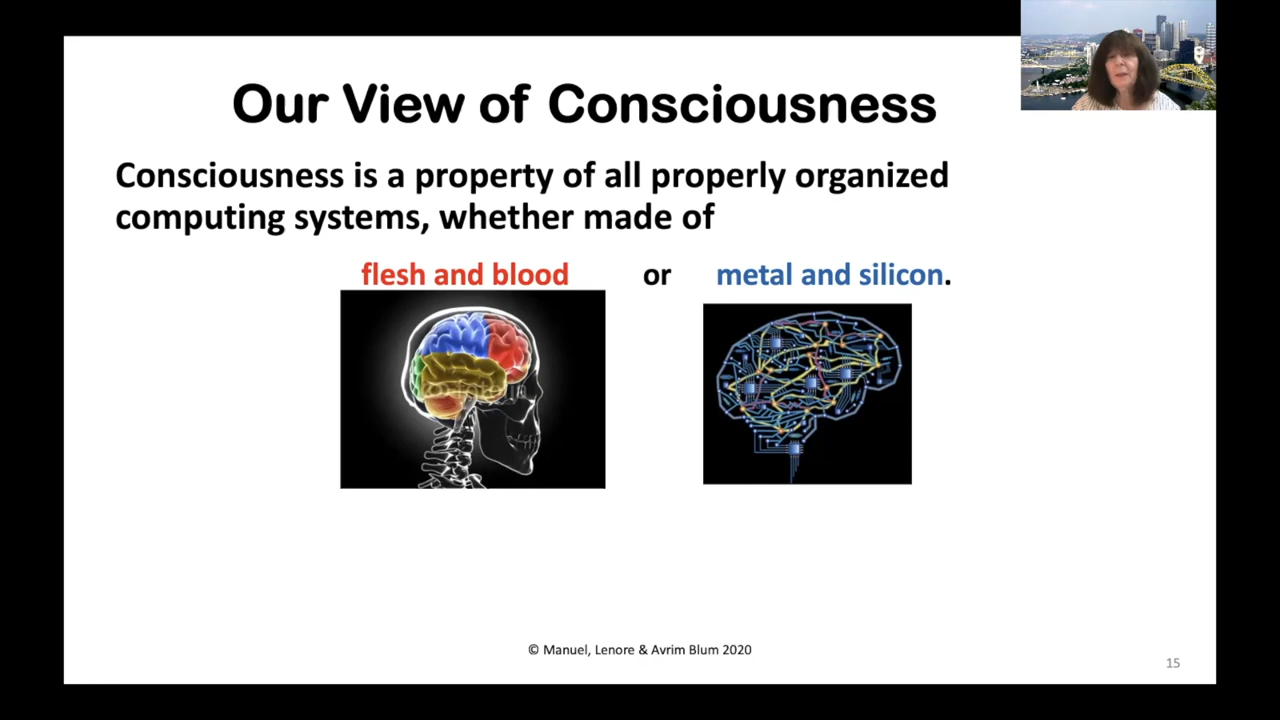 Our View of Consciousness
Consciousness is a property of all properly organized
computing systems, whether made of
flesh and blood or metal and silicon.
© Manuel, Lenore & Avrim Blum 2020
15